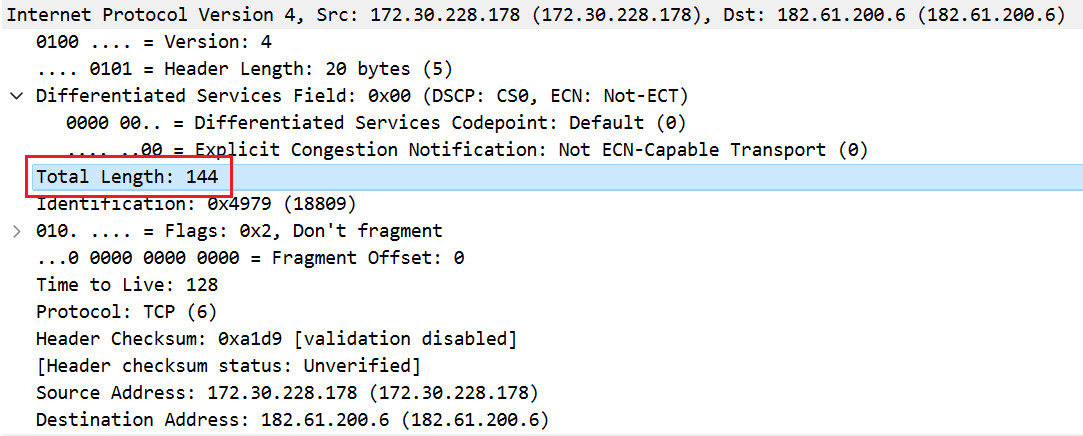 Internet Protocol Version 4, Src: 172.30.228.178 (172.30.228.178), Dst: 182.61.200.6 (182.61.200.6)
0100 .... = Version: 4
.... 0101 = Header Length: 20 bytes (5)
Differentiated Services Field: 0x00 (DSCP: CS0, ECN: Not-ECT)
0000 00.. = Differentiated Services Codepoint: Default (0)
.... ..00 = Explicit Congestion Notification: Not ECN-Capable Transport (0)
Total Length: 144
Identification: 0x4979 (18809)
010. .... = Flags: 0x2, Don't fragment
...0 0000 0000 0000 = Fragment Offset: 0
Time to Live: 128
Protocol: TCP (6)
Header Checksum: 0xa1d9 [validation disabled]
[Header checksum status: Unverified]
Source Address: 172.30.228.178 (172.30.228.178)
Destination Address: 182.61.200.6 (182.61.200.6)